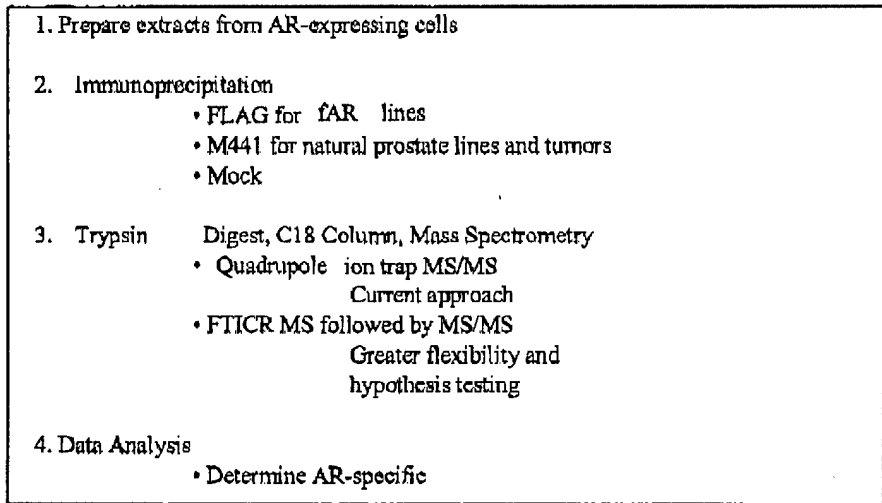 1. Prepare extracts from AR-expressing cells
2. Immunoprecipitation
• FLAG for fAR lines
• M441 for natural prostate lines and tumors
• Mock
3. Trypsin Digest, C18 Column, Mass Spectrometry
• Quadrupole ion trap MS/MS
Current approach
• FTICR MS followed by MS/MS
Greater flexibility and
hypothesis testing
4. Data Analysis
• Determine AR-specific